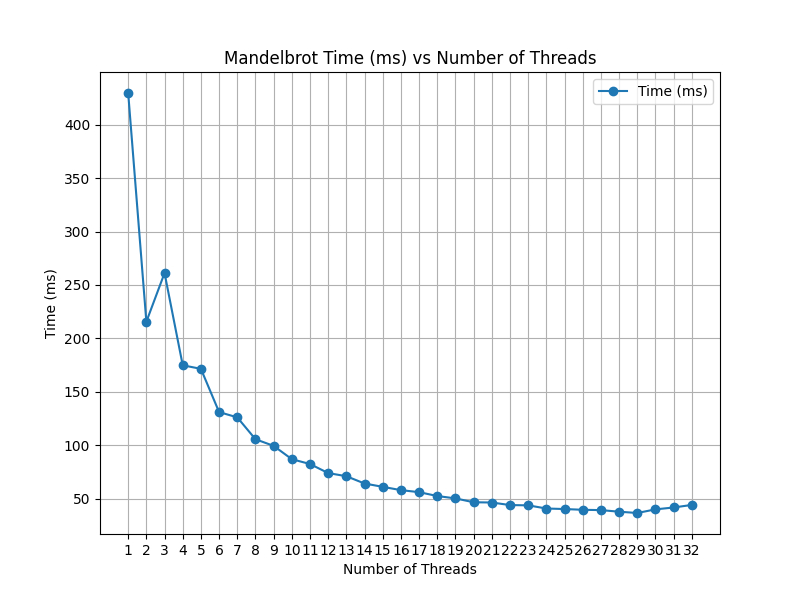 Mandelbrot Time (ms) vs Number of Threads
Time (ms)
400
350
300
250
200
150
100
50
Time (ms)
1 2 3 4 5 6 7 8 9 10 11 12 13 14 15 16 17 18 19 20 21 22 23 24 25 26 27 28 29 30 31 32
Number of Threads